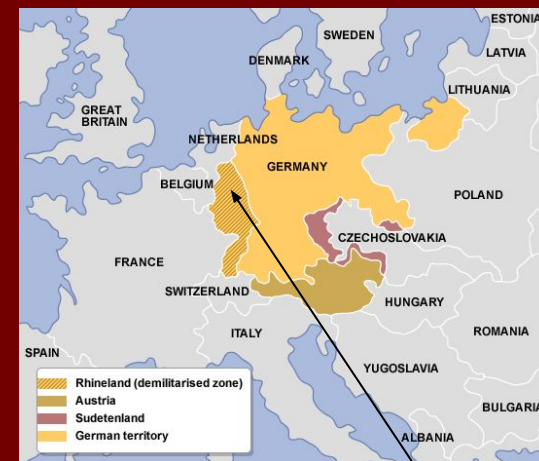 SWEDEN
ESTONIA
DENMARK
LATVIA
LITHUANIA
GREAT
BRITAIN
NETHERLANDS
GERMANY
BELGIUM
POLAND
CZECHOSLOVAKIA
FRANCE
SWITZERLAND
HUNGARY
ITALY
ROMANIA
SPAIN
YUGOSLAVIA
BULGARIA
ALBANIA
Rhineland (demilitarised zone)
Austria
Sudetenland
German territory